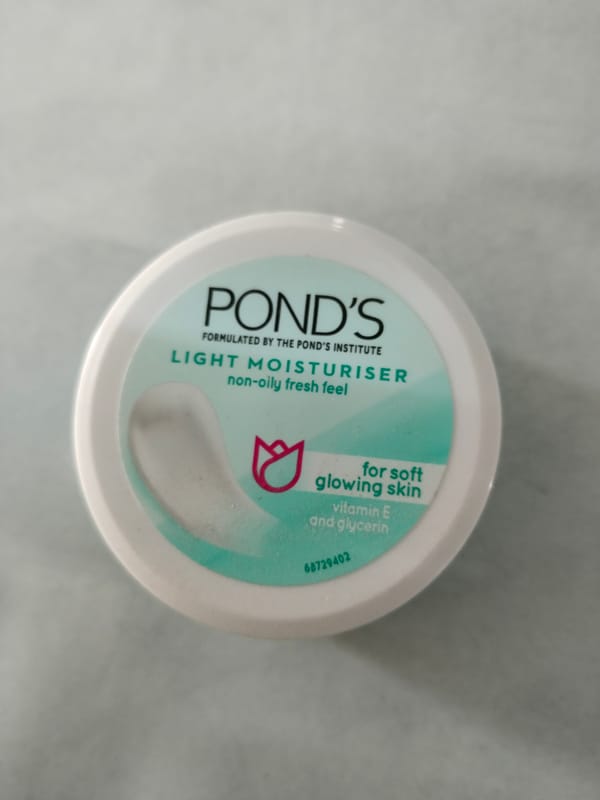 POND'S
FORMULATED BY THE POND'S INSTITUTE
LIGHT MOISTURISER
non-oily fresh feel
for soft
glowing skin
vitamin E
and glycerin
68729402